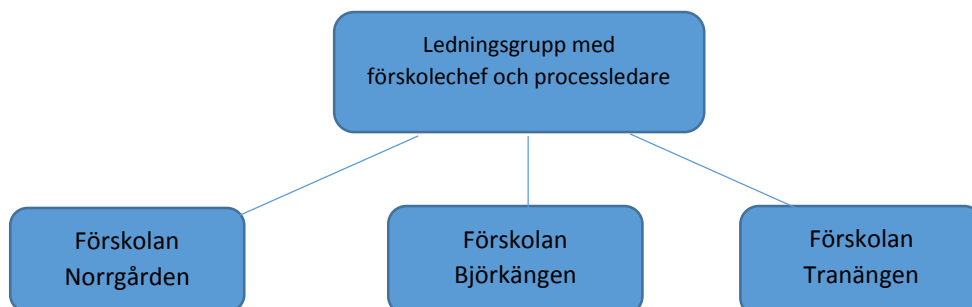 Ledningsgrupp med
förskolechef och processledare
Förskolan
Norrgården
Förskolan
Björkängen
Förskolan
Tranängen